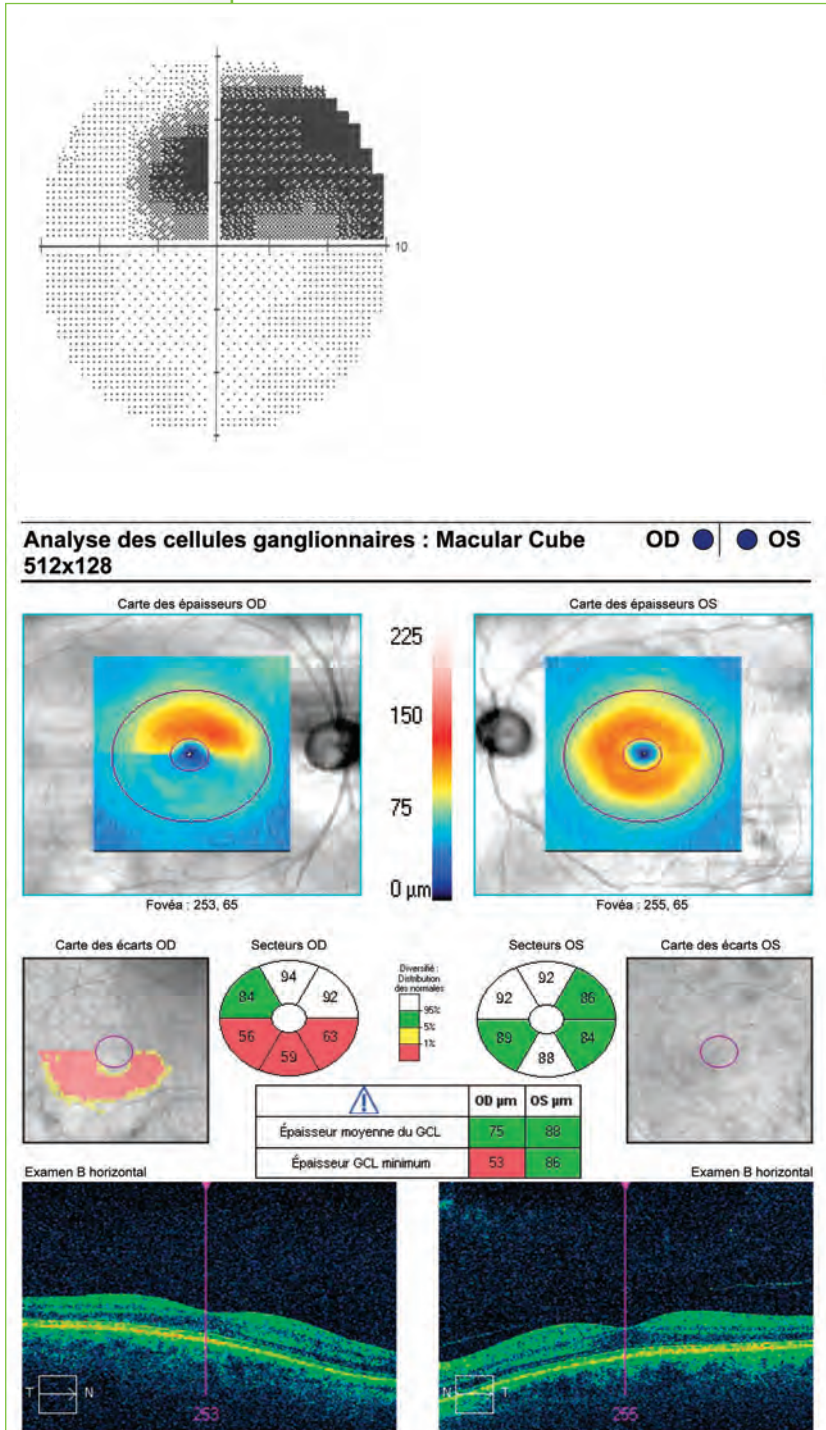 10
Analyse des cellules ganglionnaires : Macular Cube 512x128
OD OS
Carte des épaisseurs OD
Carte des épaisseurs OS
225
150
75
0 µm
Fovéa : 253, 65
Fovéa : 255, 65
Carte des écarts OD
Secteurs OD
Secteurs OS
Carte des écarts OS
94
84
92
56
63
59
Diversifié :
Distribution
des normales
95%
5%
1%
92
92
86
89
84
88
OD µm OS µm
Épaisseur moyenne du GCL 75 88
Épaisseur GCL minimum 53 86
Examen B horizontal
Examen B horizontal
T N
253
N T
255